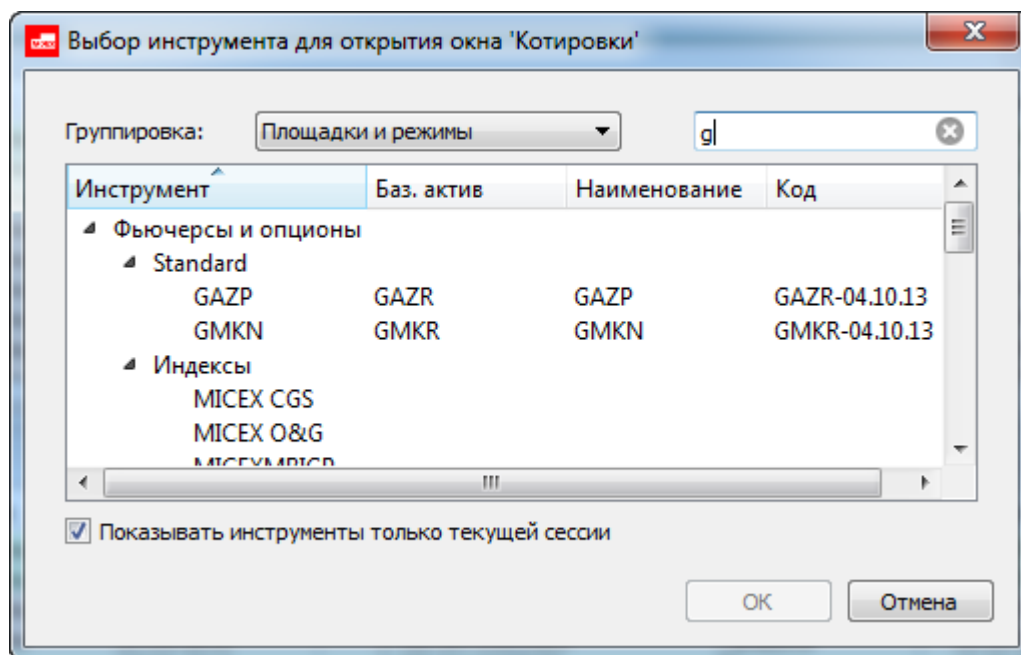 Выбор инструмента для открытия окна 'Котировки'
Группировка: Площадки и режимы g
Инструмент Баз. актив Наименование Код
Фьючерсы и опционы
Standard
GAZP GAZR GAZP GAZR-04.10.13
GMKN GMKR GMKN GMKR-04.10.13
Индексы
MICEX CGS
MICEX O&G
Показывать инструменты только текущей сессии
OK Отмена